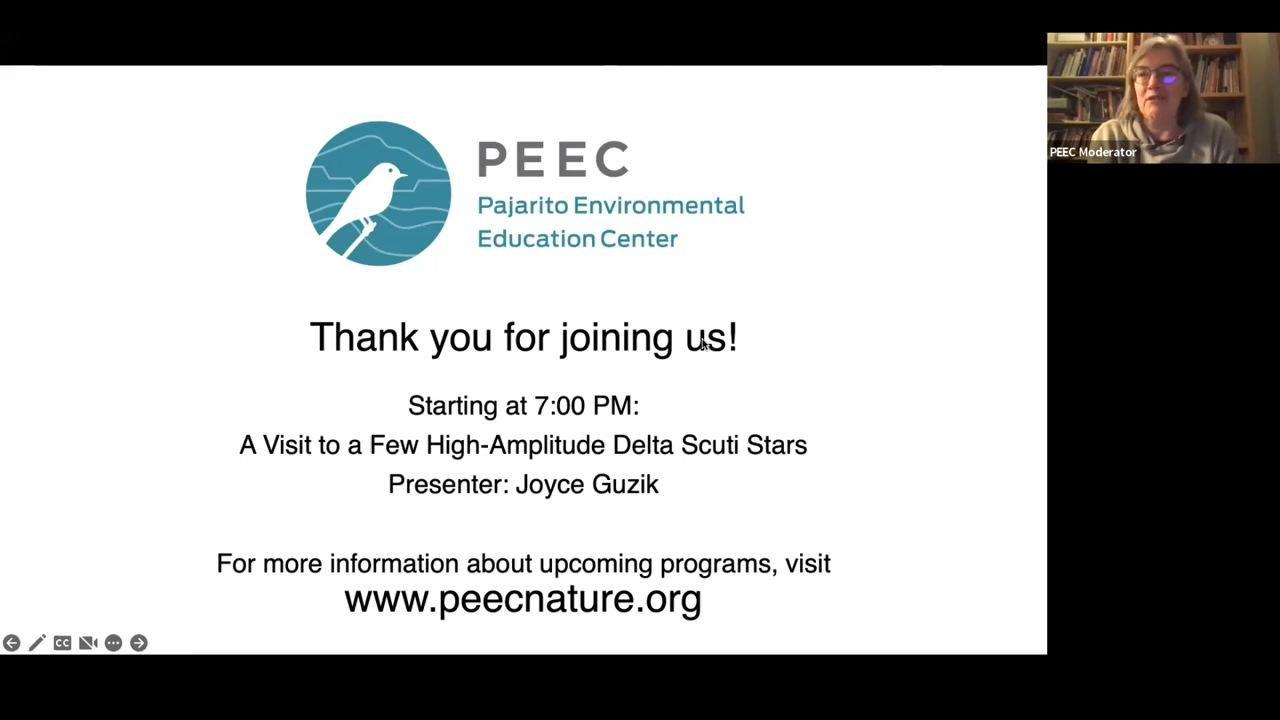 PEEC
Pajarito Environmental
Education Center
Thank you for joining us!
Starting at 7:00 PM:
A Visit to a Few High-Amplitude Delta Scuti Stars
Presenter: Joyce Guzik
For more information about upcoming programs, visit
www.peecnature.org
CC
PEEC Moderator